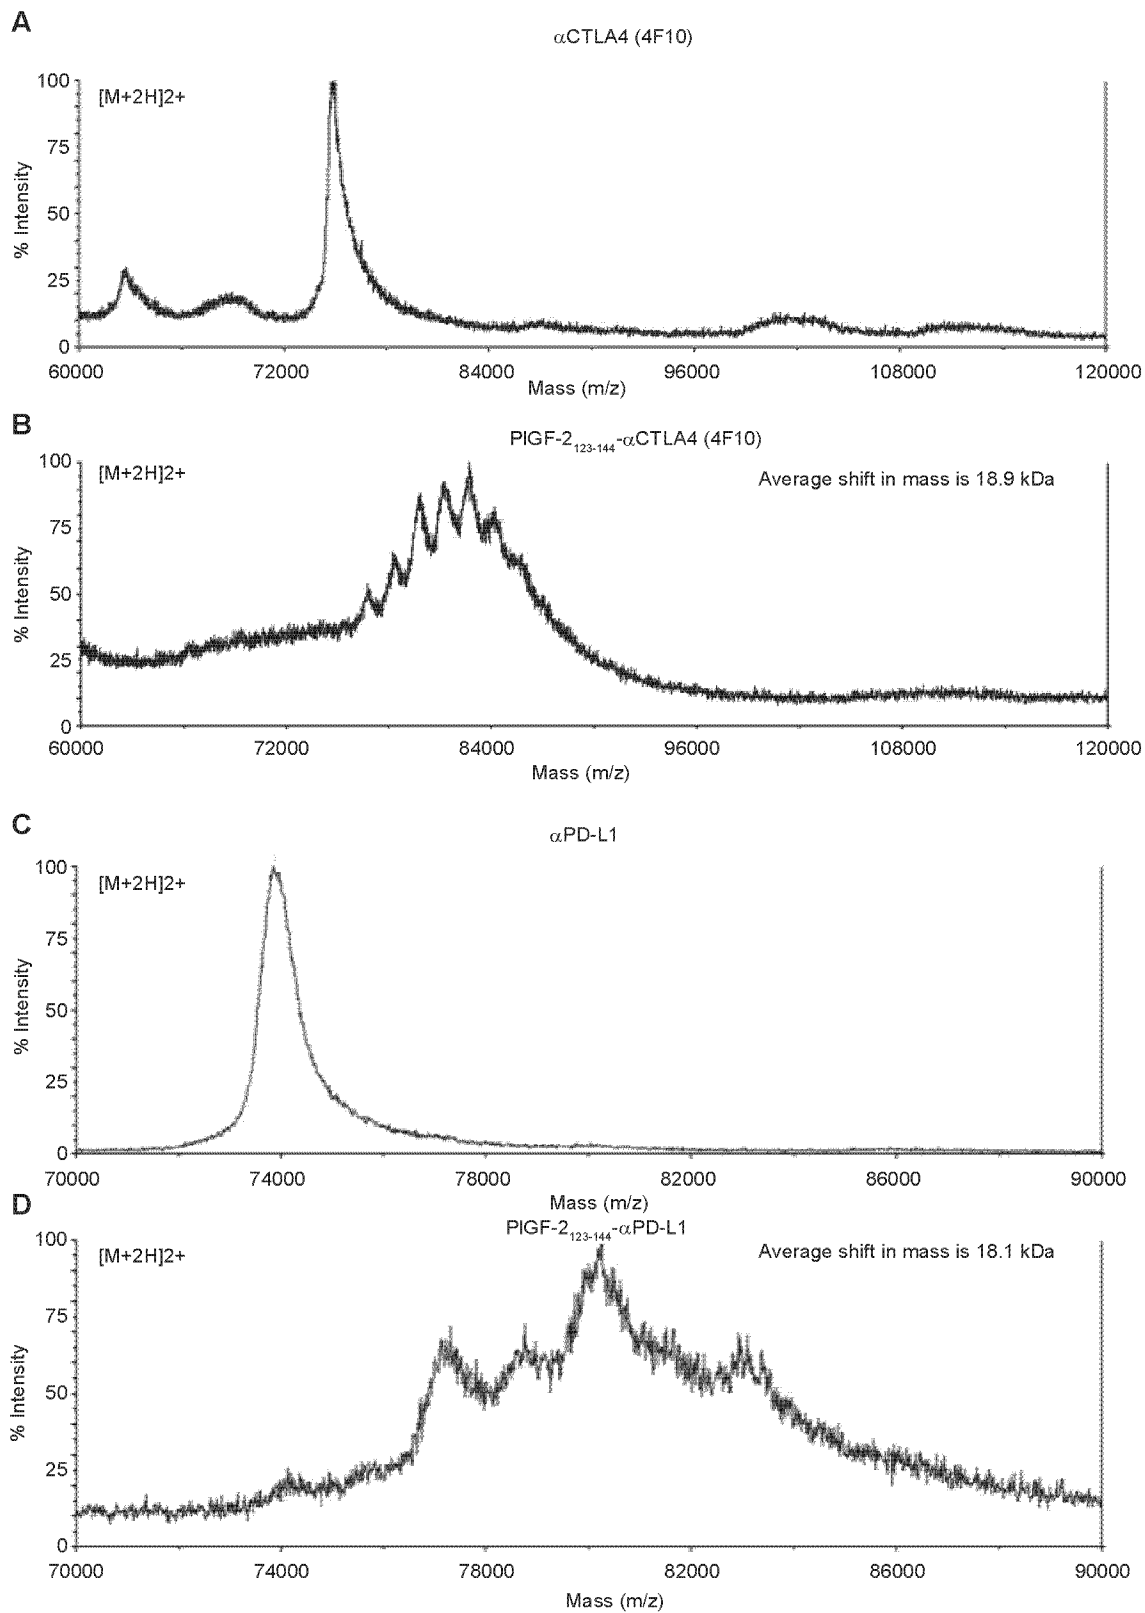 A
αCTLA4 (4F10)
[M+2H]2+
100
75
50
25
0
% Intensity
60000 72000 84000 96000 108000 120000
Mass (m/z)
B
PlGF-2123-144-αCTLA4 (4F10)
[M+2H]2+
Average shift in mass is 18.9 kDa
100
75
50
25
0
% Intensity
60000 72000 84000 96000 108000 120000
Mass (m/z)
C
αPD-L1
[M+2H]2+
100
75
50
25
0
% Intensity
70000 74000 78000 82000 86000 90000
Mass (m/z)
D
PlGF-2123-144-αPD-L1
[M+2H]2+
Average shift in mass is 18.1 kDa
100
75
50
25
0
% Intensity
70000 74000 78000 82000 86000 90000
Mass (m/z)